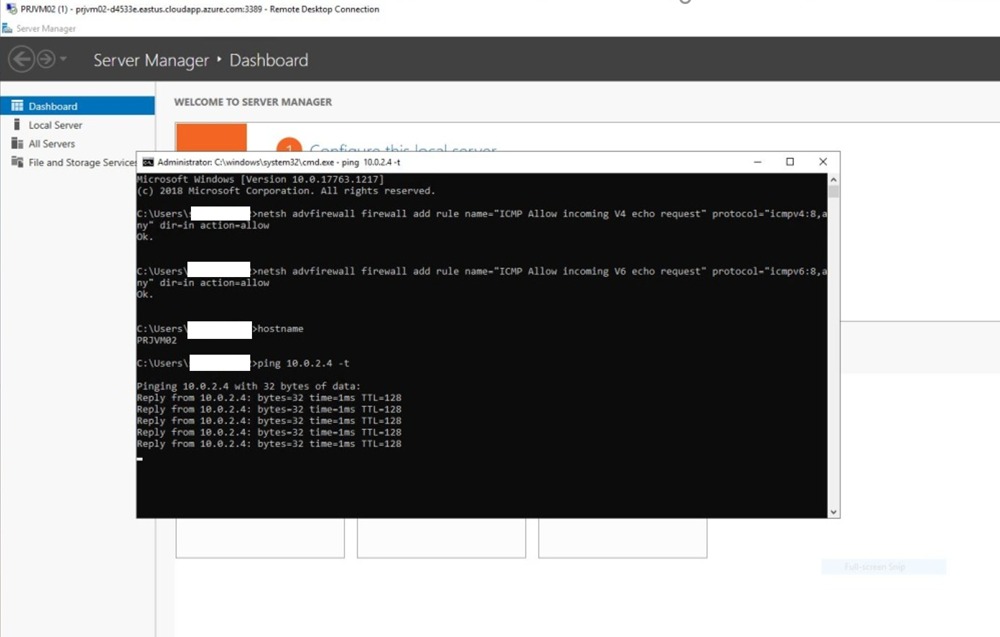 PRJVM02 (1) - prjvm02-d4533e.eastus.cloudapp.azure.com:3389 - Remote Desktop Connection
Server Manager
Server Manager ‣ Dashboard
Dashboard
Local Server
All Servers
File and Storage Services
WELCOME TO SERVER MANAGER
1 Configure this local server
Administrator: C:\windows\system32\cmd.exe - ping 10.0.2.4 -t
Microsoft Windows [Version 10.0.17763.1217]
(c) 2018 Microsoft Corporation. All rights reserved.
C:\Users\ >netsh advfirewall firewall add rule name="ICMP Allow incoming V4 echo request" protocol="icmpv4:8,a
ny" dir=in action=allow
Ok.
C:\Users\ >netsh advfirewall firewall add rule name="ICMP Allow incoming V6 echo request" protocol="icmpv6:8,a
ny" dir=in action=allow
Ok.
C:\Users\ >hostname
PRJVM02
C:\Users\ >ping 10.0.2.4 -t
Pinging 10.0.2.4 with 32 bytes of data:
Reply from 10.0.2.4: bytes=32 time=1ms TTL=128
Reply from 10.0.2.4: bytes=32 time=1ms TTL=128
Reply from 10.0.2.4: bytes=32 time=1ms TTL=128
Reply from 10.0.2.4: bytes=32 time=1ms TTL=128
Reply from 10.0.2.4: bytes=32 time=1ms TTL=128
Full-screen Snip